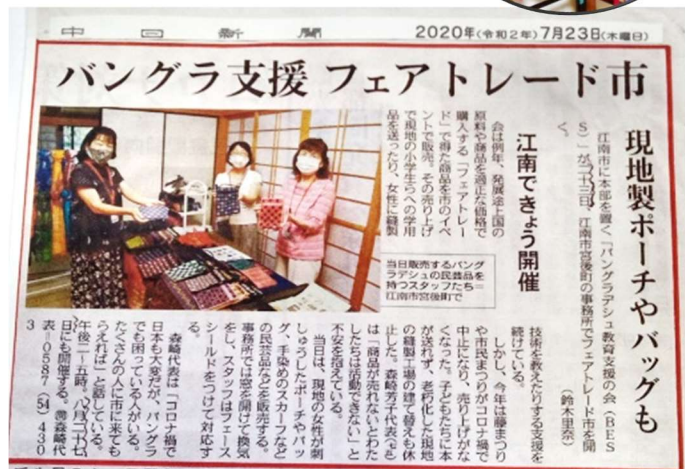 中日新聞
2020年(令和2年)7月23日(木曜日)
バングラ支援 フェアトレード市
現地製ポーチやバッグも
江南できょう開催
江南市に本部を置く「バングラデシュ教育支援の会(BE
S)」が二十三日、江南市宮後町の事務所でフェアトレード市を開
く。
(鈴木里奈)
会は例年、発展途上国の
原料や商品を適正な価格で
購入する「フェアトレー
ド」で得た商品を市のイベ
ントで販売。その売り上げ
で現地の小学生らへの学用
品を送ったり、女性に縫製
当日販売するバング
ラデシュの民芸品を
持つスタッフたち=
江南市宮後町で
技術を教えたりする支援を
続けている。
しかし、今年は藤まつり
や市民まつりがコロナ禍で
中止になり、売り上げがな
くなった。子どもたちに本
が送れず、老朽化した現地
の縫製工場の建て替えも休
止した。森崎芳子代表
は「商品が売れないとわた
したちは活動できない」と
不安を抱えている。
当日は、現地の女性が刺
しゅうしたポーチやバッ
グ、手染めのスカーフなど
の民芸品などを販売する。
事務所では窓を開けて換気
をし、スタッフはフェース
シールドをつけて対応す
る。
森崎代表は「コロナ禍で
日本も大変だが、バングラ
でも困っている人がいる。
たくさんの人に市に来ても
らえれば」と話している。
午後二〜五時。八月二十七
日にも開催する。㉄森崎代
表=0587(54)430
3